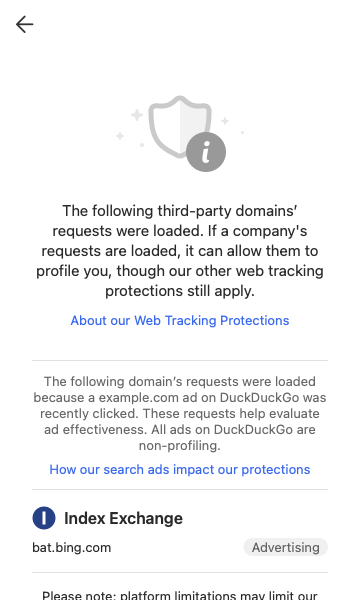 The following third-party domains’
requests were loaded. If a company's
requests are loaded, it can allow them to
profile you, though our other web tracking
protections still apply.
About our Web Tracking Protections
The following domain’s requests were loaded
because a example.com ad on DuckDuckGo was
recently clicked. These requests help evaluate
ad effectiveness. All ads on DuckDuckGo are
non-profiling.
How our search ads impact our protections
I Index Exchange
bat.bing.com Advertising
Please note: platform limitations may limit our